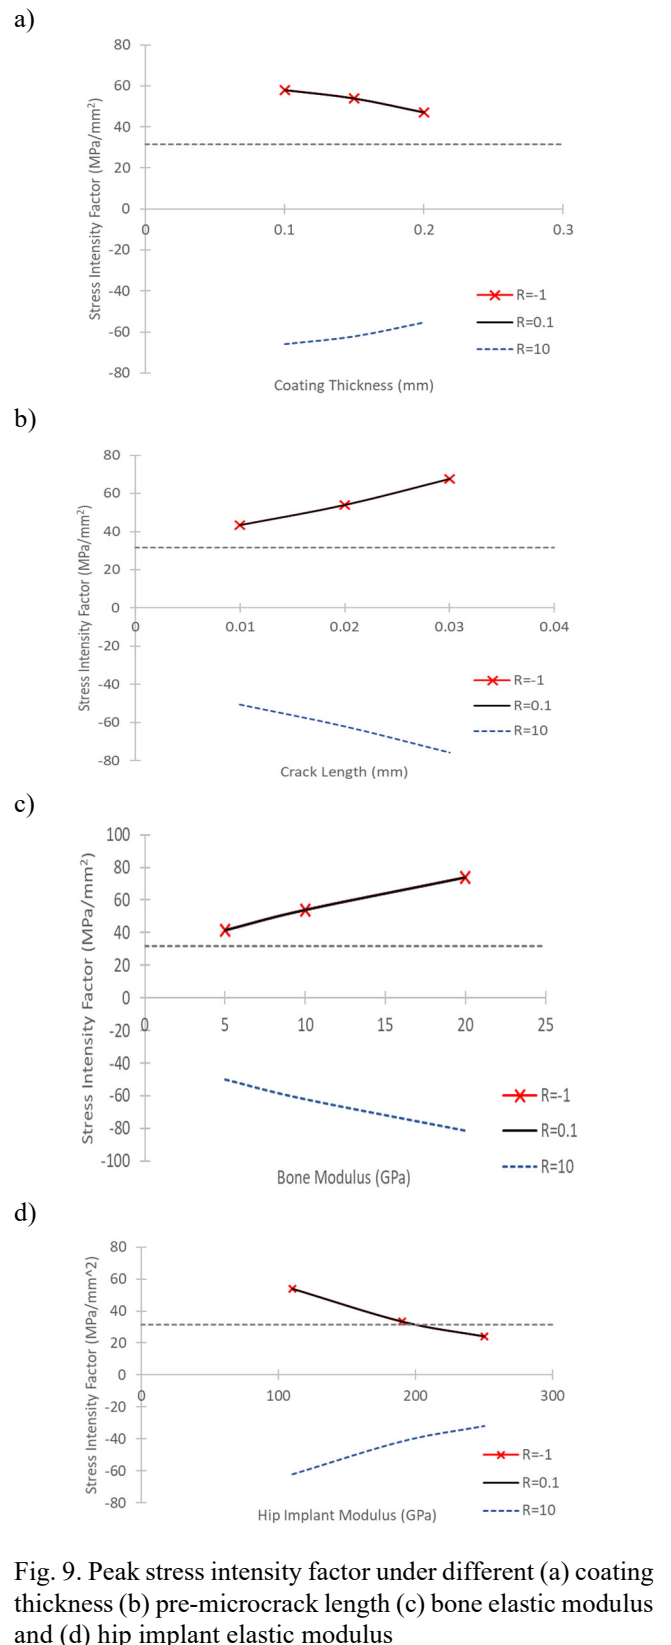 a)
80
60
40
20
0
-20
-40
-60
-80
0
0.1
0.2
0.3
Stress Intensity Factor (MPa/mm²)
R=-1
R=0.1
R=10
Coating Thickness (mm)
b)
80
60
40
20
0
-20
-40
-60
-80
0
0.01
0.02
0.03
0.04
Stress Intensity Factor (MPa/mm²)
R=-1
R=0.1
R=10
Crack Length (mm)
c)
100
80
60
40
20
0
-20
-40
-60
-80
-100
0
5
10
15
20
25
Stress Intensity Factor (MPa/mm²)
R=-1
R=0.1
R=10
Bone Modulus (GPa)
d)
80
60
40
20
0
-20
-40
-60
-80
0
100
200
300
Stress Intensity Factor (MPa/mm^2)
R=-1
R=0.1
R=10
Hip Implant Modulus (GPa)
Fig. 9. Peak stress intensity factor under different (a) coating
thickness (b) pre-microcrack length (c) bone elastic modulus
and (d) hip implant elastic modulus